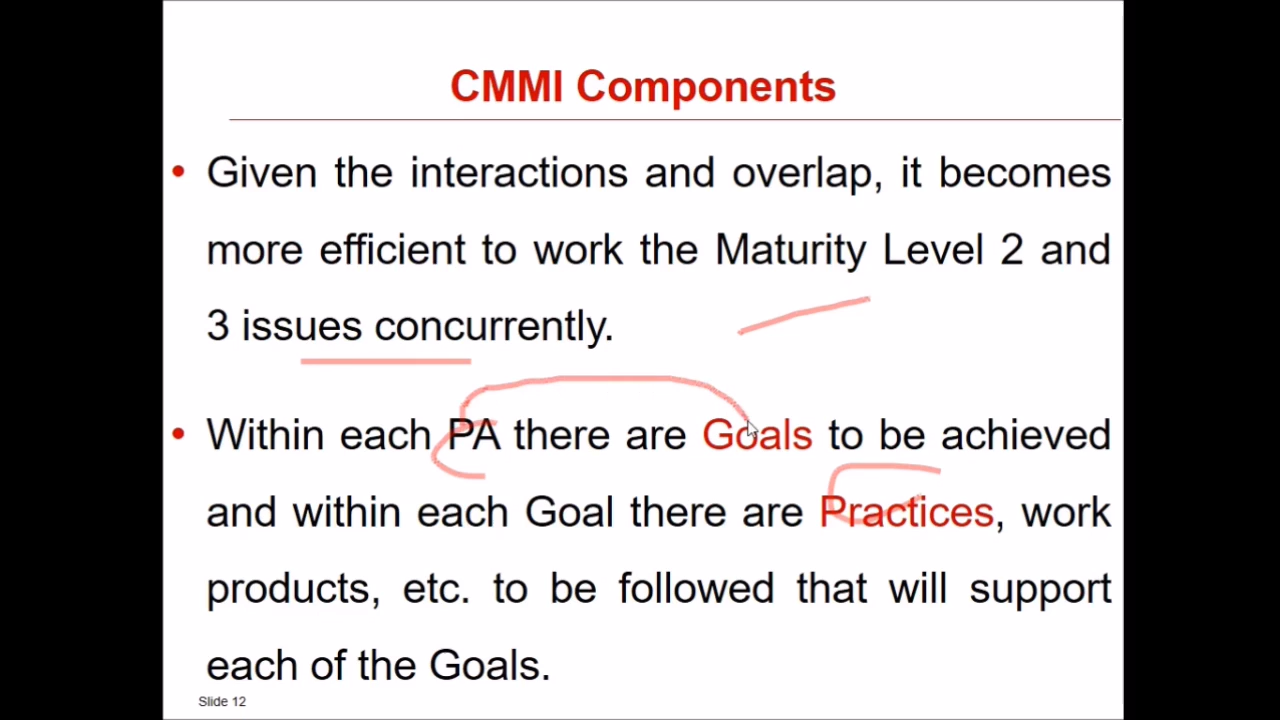 CMMI Components
• Given the interactions and overlap, it becomes
more efficient to work the Maturity Level 2 and
3 issues concurrently.
• Within each PA there are Goals to be achieved
and within each Goal there are Practices, work
products, etc. to be followed that will support
each of the Goals.
Slide 12